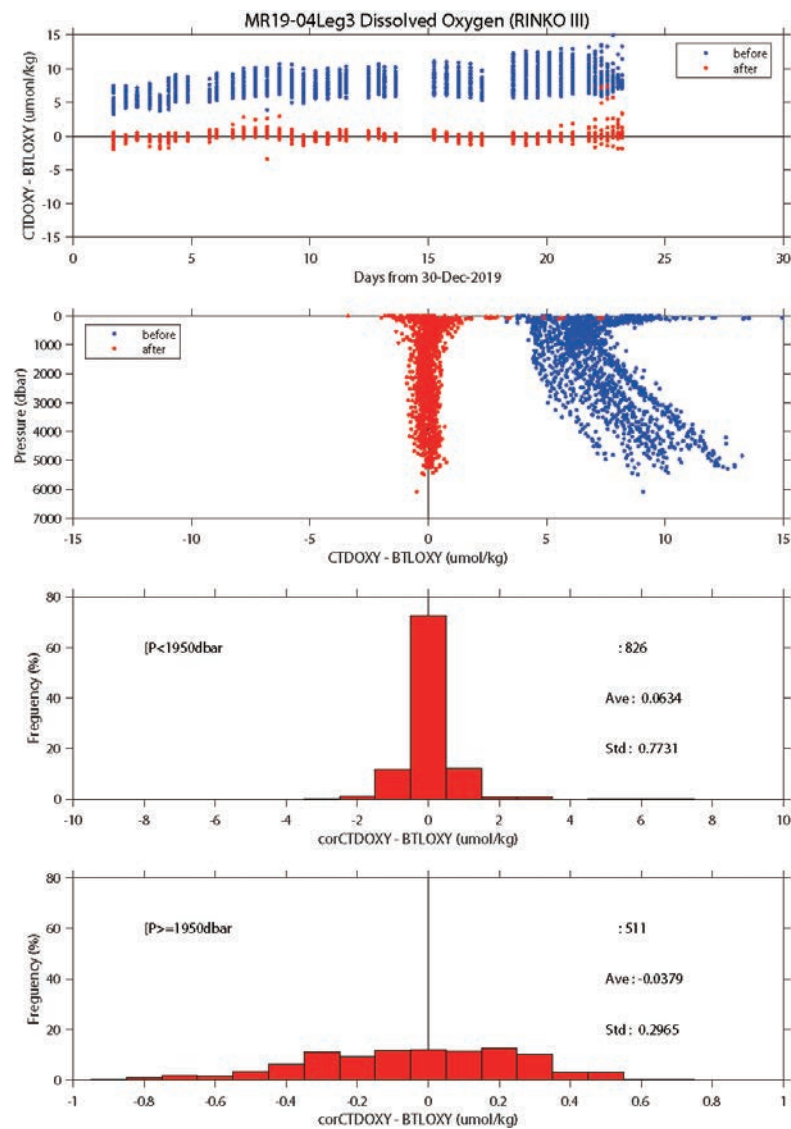 MR19-04Leg3 Dissolved Oxygen (RINKO III)
15
10
5
0
-5
-10
-15
CTDOXY - BTLOXY (umonl/kg)
before
after
0 5 10 15 20 25 30
Days from 30-Dec-2019
0
1000
2000
3000
4000
5000
6000
7000
Pressure (dbar)
before
after
-15 -10 -5 0 5 10 15
CTDOXY - BTLOXY (umol/kg)
80
60
40
20
0
Freguency (%)
[P<1950dbar : 826
Ave : 0.0634
Std : 0.7731
-10 -8 -6 -4 -2 0 2 4 6 8 10
corCTDOXY - BTLOXY (umol/kg)
80
60
40
20
0
Freguency (%)
[P>=1950dbar : 511
Ave : -0.0379
Std : 0.2965
-1 -0.8 -0.6 -0.4 -0.2 0 0.2 0.4 0.6 0.8 1
corCTDOXY - BTLOXY (umol/kg)